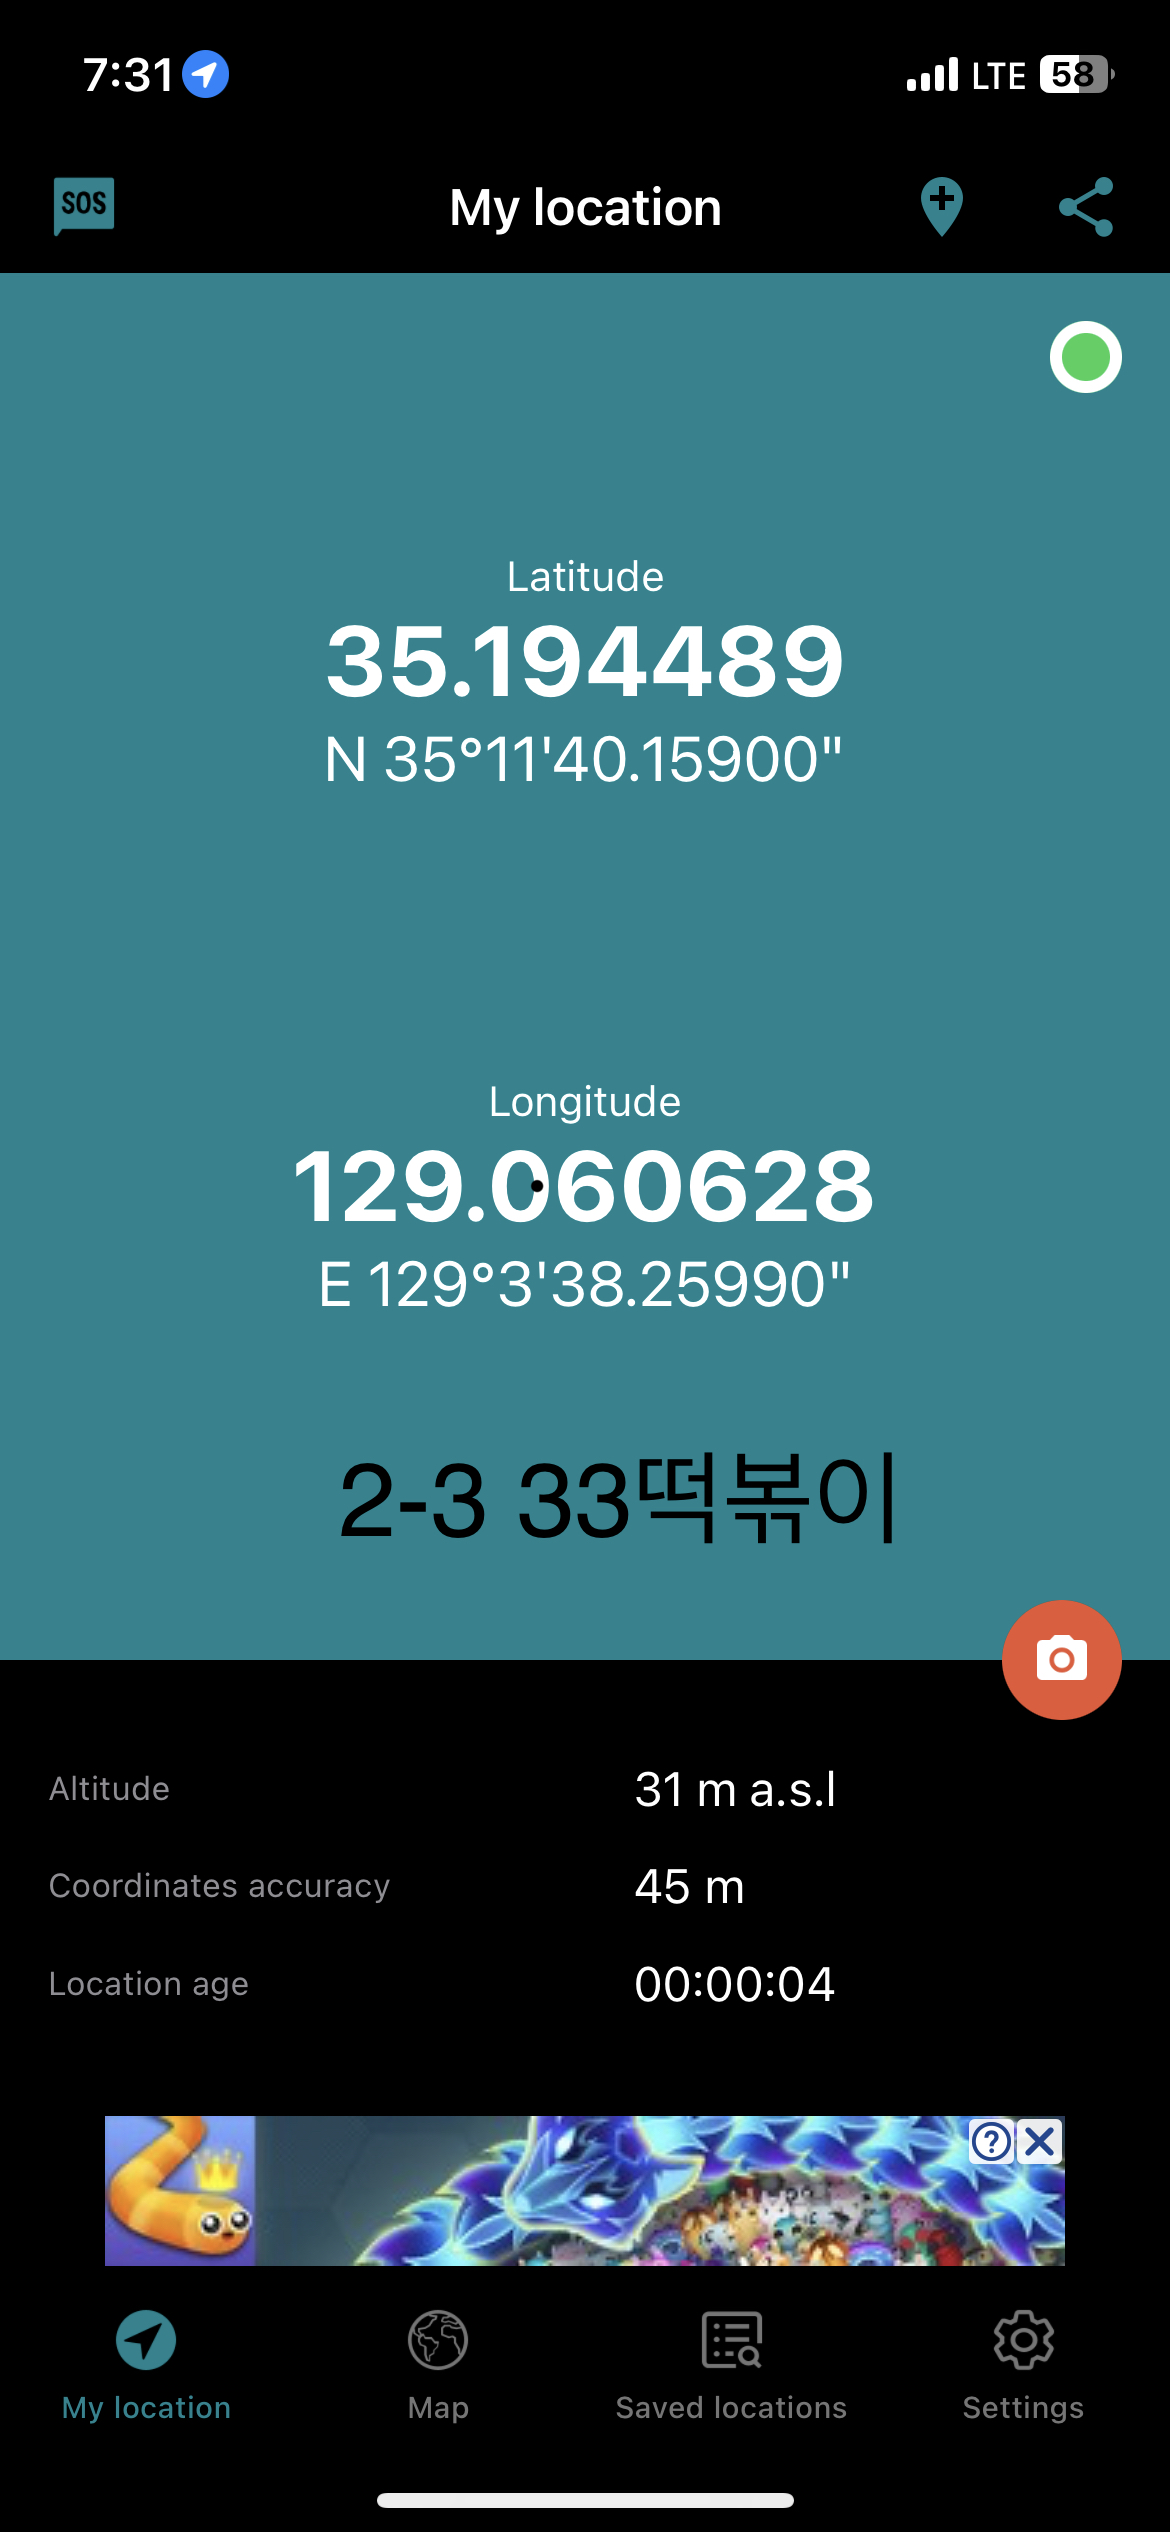 7:31 LTE 58
SOS My location
Latitude
35.194489
N 35°11'40.15900"
Longitude
129.060628
E 129°3'38.25990"
2-3 33떡볶이
Altitude 31 m a.s.l
Coordinates accuracy 45 m
Location age 00:00:04
?
My location Map Saved locations Settings